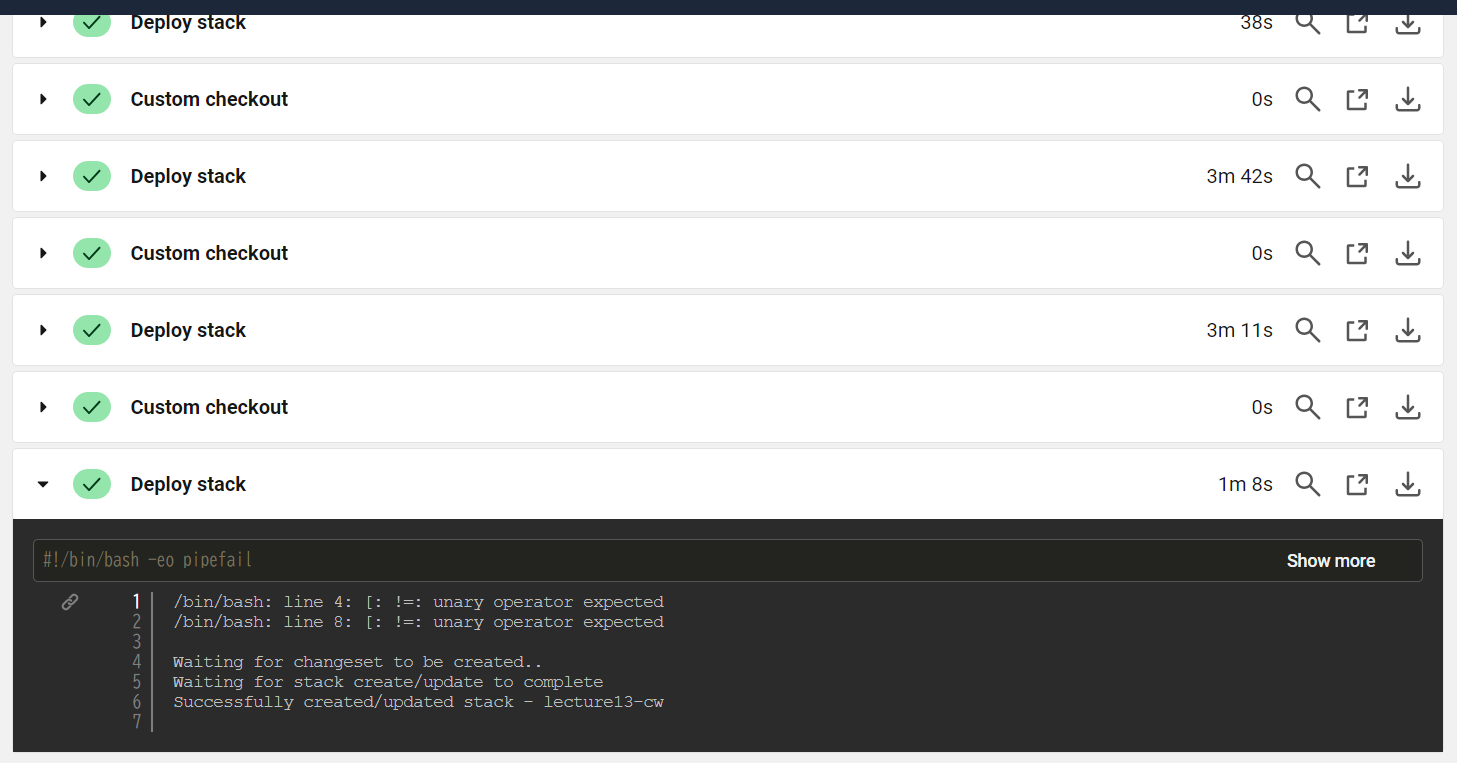 Deploy stack 38s
Custom checkout 0s
Deploy stack 3m 42s
Custom checkout 0s
Deploy stack 3m 11s
Custom checkout 0s
Deploy stack 1m 8s
#!/bin/bash -eo pipefail Show more
1 /bin/bash: line 4: [: !=: unary operator expected
2 /bin/bash: line 8: [: !=: unary operator expected
3
4 Waiting for changeset to be created..
5 Waiting for stack create/update to complete
6 Successfully created/updated stack - lecture13-cw
7